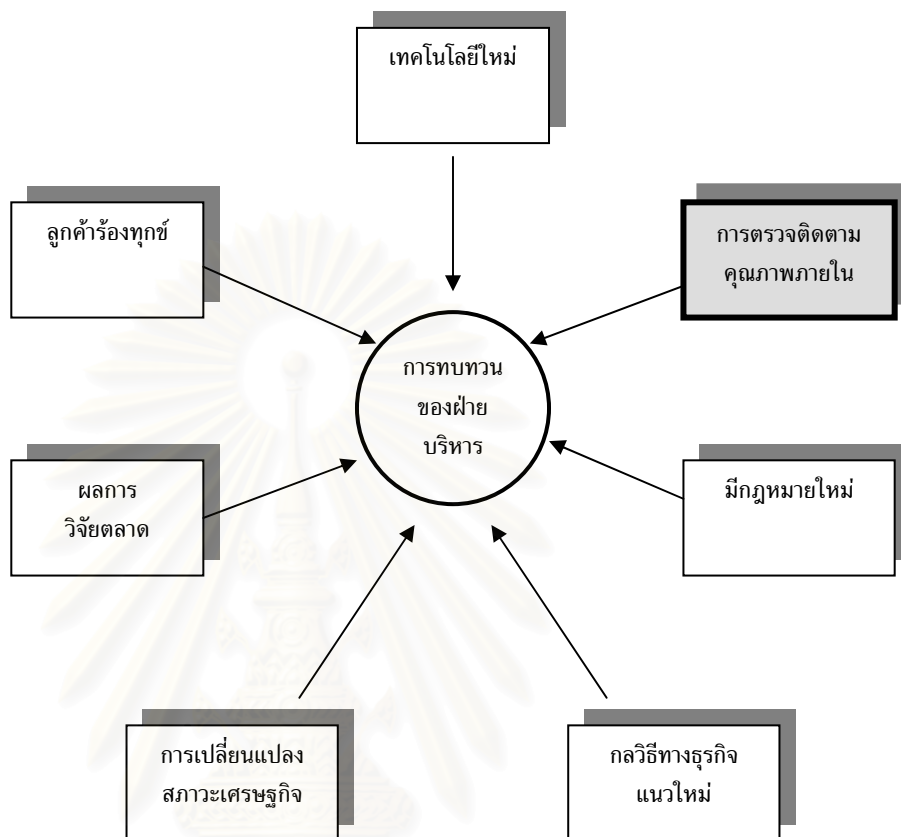 เทคโนโลยีใหม่
ลูกค้าร้องทุกข์
การตรวจติดตาม
คุณภาพภายใน
การทบทวน
ของฝ่าย
บริหาร
ผลการ
วิจัยตลาด
มีกฎหมายใหม่
การเปลี่ยนแปลง
สภาวะเศรษฐกิจ
กลวิธีทางธุรกิจ
แนวใหม่